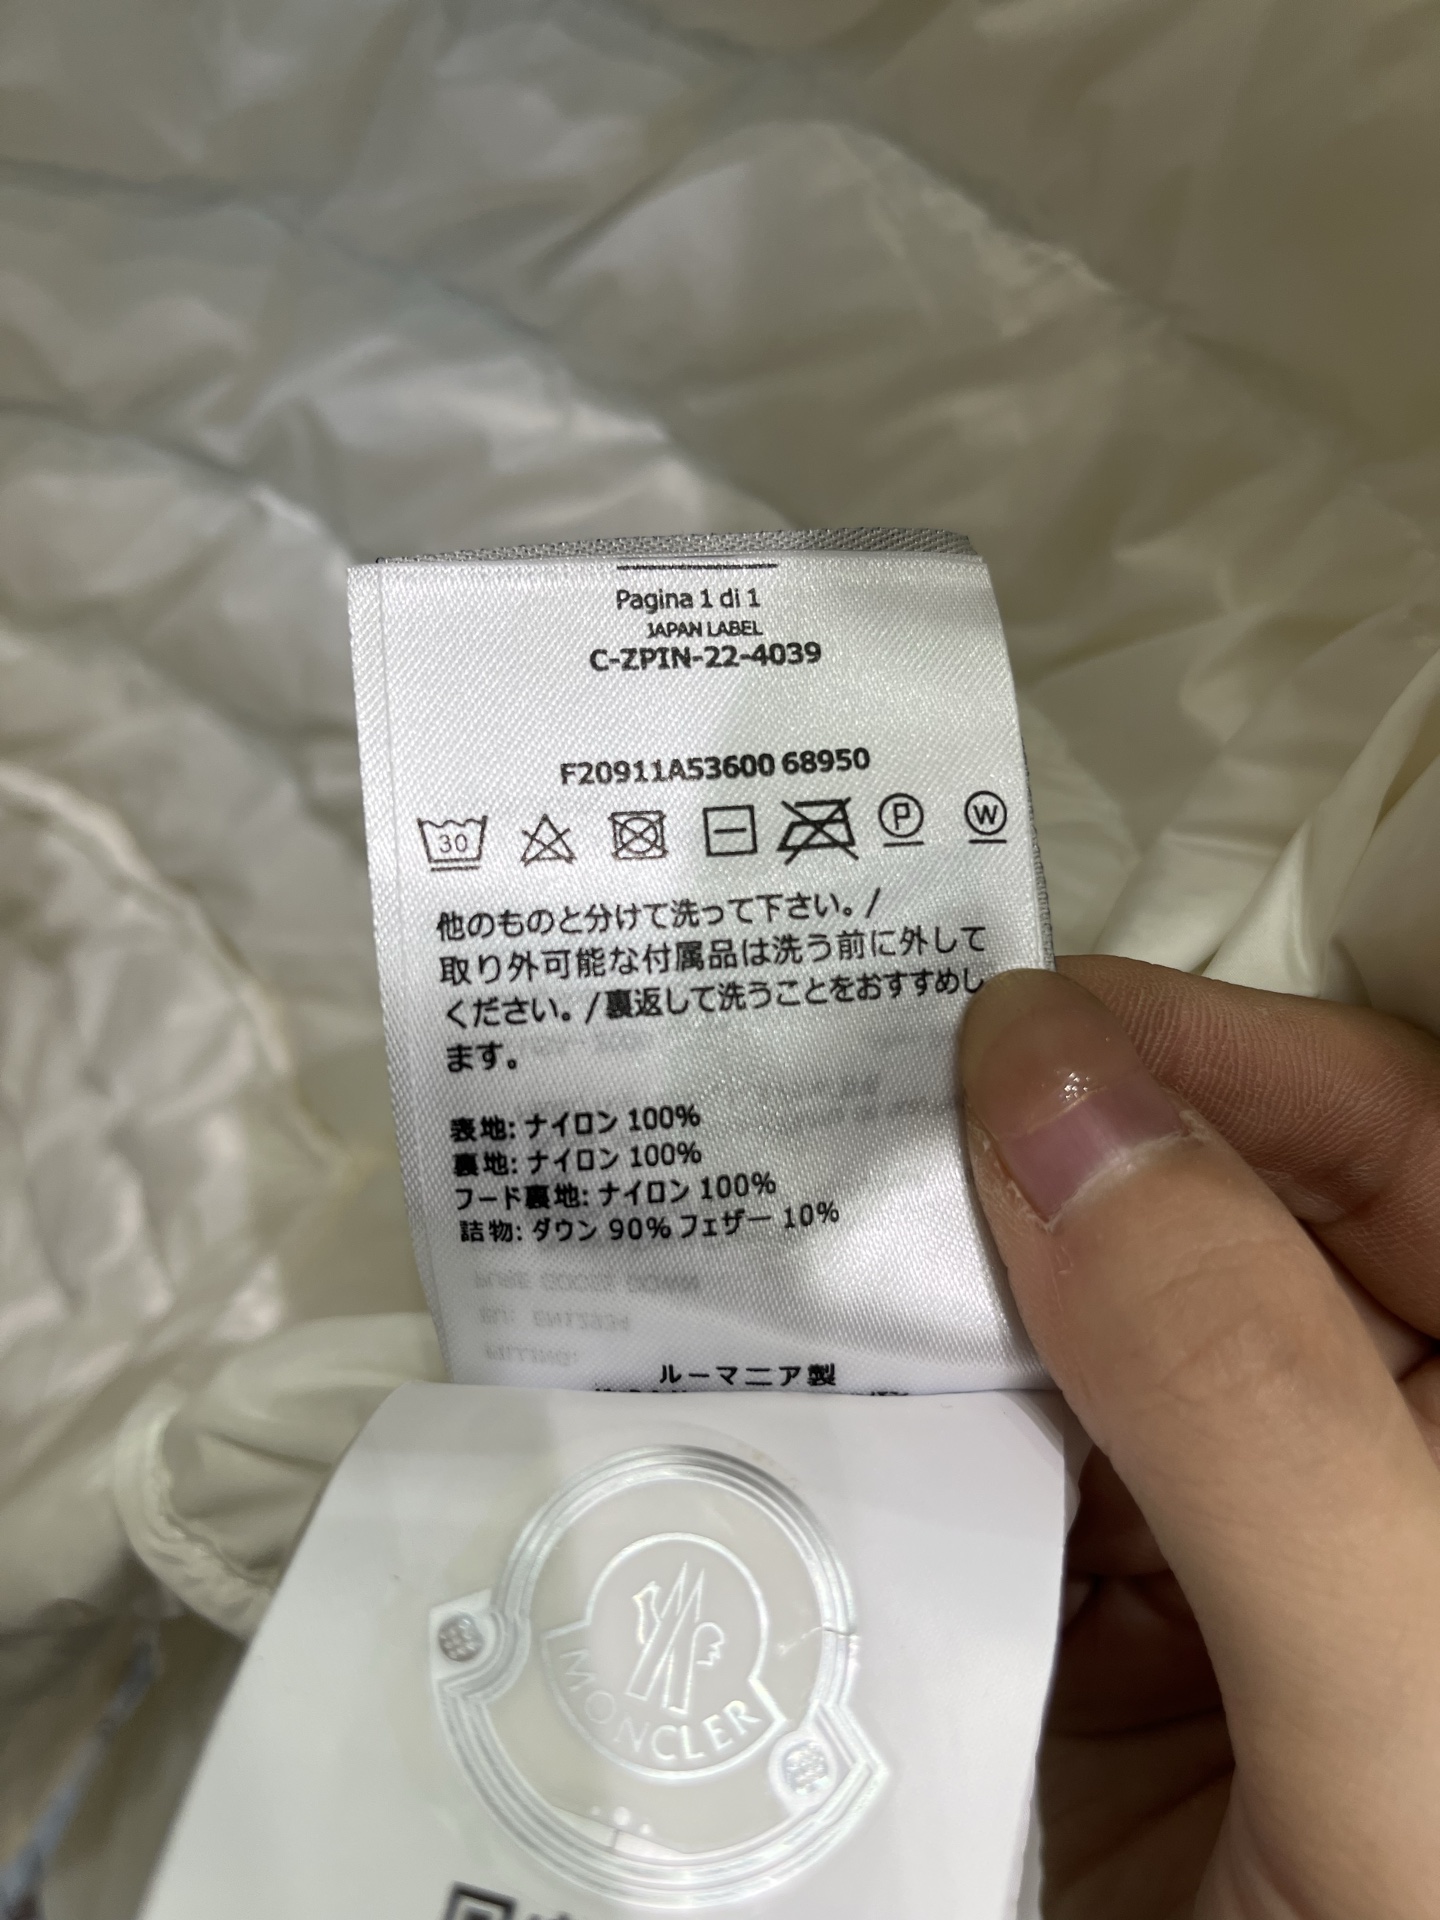 Pagina 1 di 1
JAPAN LABEL
C-ZPIN-22-4039
F20911A53600 68950
30
P
W
他のものと分けて洗って下さい。/
取り外可能な付属品は洗う前に外して
ください。/裏返して洗うことをおすすめし
ます。
表地: ナイロン 100%
裏地: ナイロン 100%
フード裏地: ナイロン 100%
詰物: ダウン 90% フェザー 10%
PURE GOOSE DOWN
EN12934
FILLING:
ルーマニア製
MONCLER